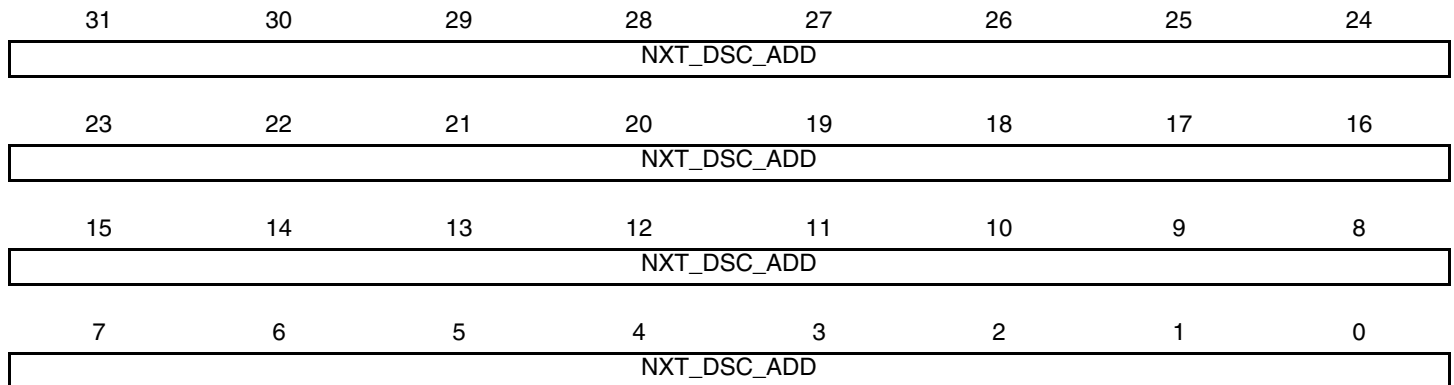 31 30 29 28 27 26 25 24
NXT_DSC_ADD
23 22 21 20 19 18 17 16
NXT_DSC_ADD
15 14 13 12 11 10 9 8
NXT_DSC_ADD
7 6 5 4 3 2 1 0
NXT_DSC_ADD